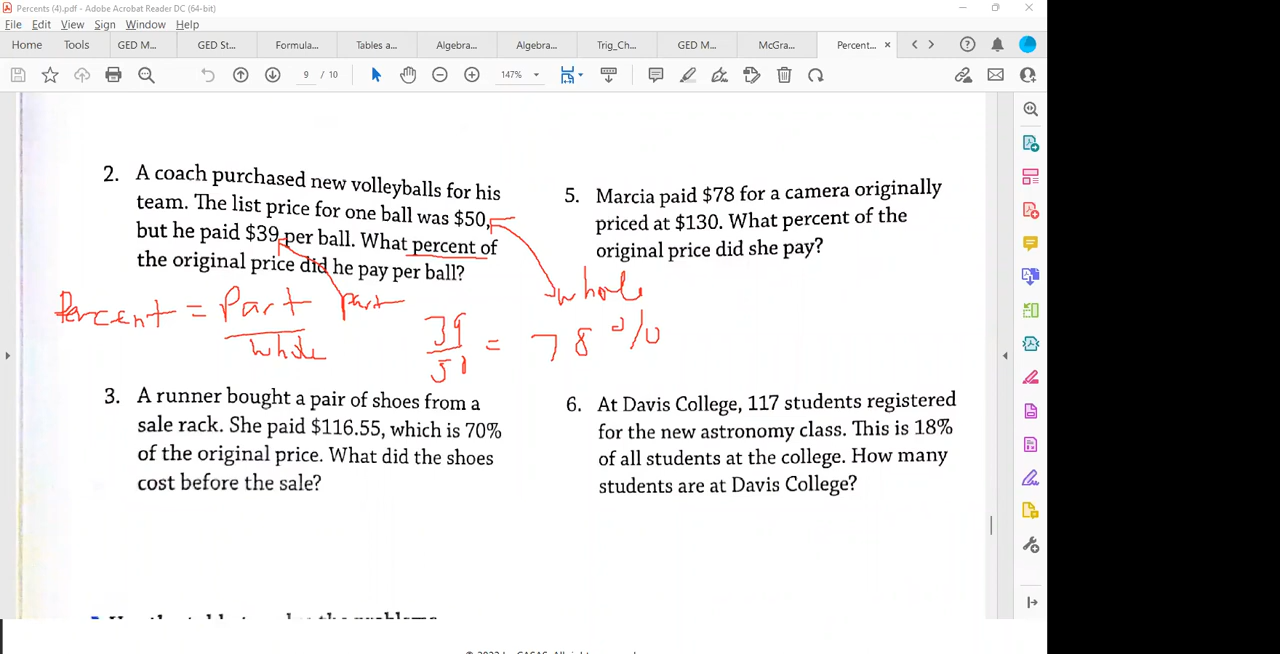 Percents (4).pdf - Adobe Acrobat Reader DC (64-bit)
File Edit View Sign Window Help
Home Tools GED M... GED St... Formula... Tables a... Algebra... Algebra... Trig_Ch... GED M... McGra... Percent... ×
9 / 10 147%
2. A coach purchased new volleyballs for his
team. The list price for one ball was $50,
but he paid $39 per ball. What percent of
the original price did he pay per ball?
Percent = Part part
whole
whole
39
50 = 78%
3. A runner bought a pair of shoes from a
sale rack. She paid $116.55, which is 70%
of the original price. What did the shoes
cost before the sale?
5. Marcia paid $78 for a camera originally
priced at $130. What percent of the
original price did she pay?
6. At Davis College, 117 students registered
for the new astronomy class. This is 18%
of all students at the college. How many
students are at Davis College?